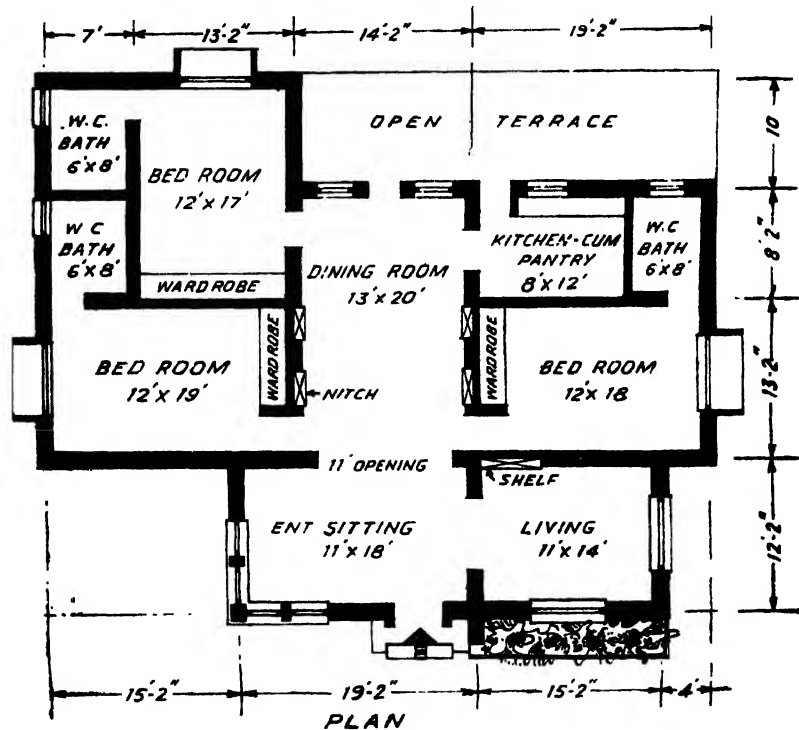 7' 13'-2" 14'-2" 19'-2"
OPEN TERRACE
10
W.C.
BATH
6'x8'
BED ROOM
12'x17'
W C
BATH
6'x8'
WARDROBE
DINING ROOM
13'x20'
KITCHEN-CUM
PANTRY
8'x12'
W.C
BATH
6'x8'
8'2"
BED ROOM
12'x19'
WARDROBE
NITCH
WARDROBE
BED ROOM
12'x18
13-2"
11' OPENING
SHELF
ENT SITTING
11'x18'
LIVING
11'x14'
12-2"
15'-2" 19'-2" 15'-2" 4'
PLAN